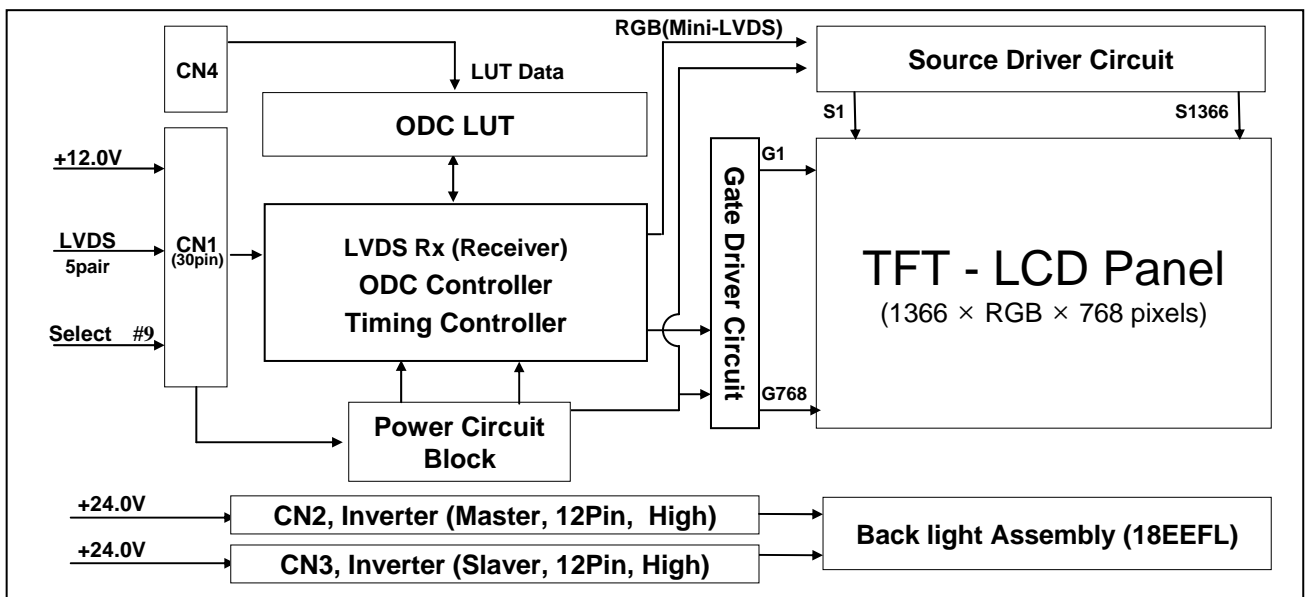 CN4
LUT Data
RGB(Mini-LVDS)
Source Driver Circuit
ODC LUT
S1
S1366
+12.0V
LVDS
5pair
Select #9
CN1
(30pin)
LVDS Rx (Receiver)
ODC Controller
Timing Controller
Gate Driver Circuit
G1
G768
TFT - LCD Panel
(1366 × RGB × 768 pixels)
Power Circuit
Block
+24.0V
CN2, Inverter (Master, 12Pin, High)
+24.0V
CN3, Inverter (Slaver, 12Pin, High)
Back light Assembly (18EEFL)